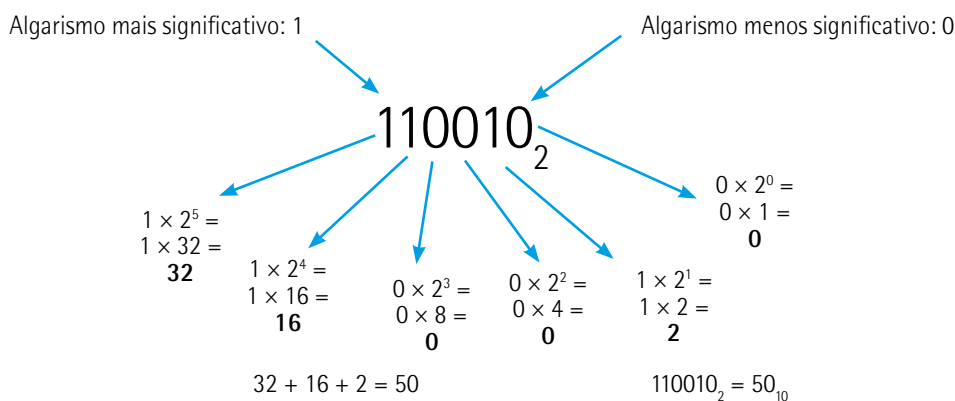 Algarismo mais significativo: 1
Algarismo menos significativo: 0
110010₂
1 × 2⁵ =
1 × 32 =
32
1 × 2⁴ =
1 × 16 =
16
0 × 2³ =
0 × 8 =
0
0 × 2² =
0 × 4 =
0
1 × 2¹ =
1 × 2 =
2
0 × 2⁰ =
0 × 1 =
0
32 + 16 + 2 = 50
110010₂ = 50₁₀